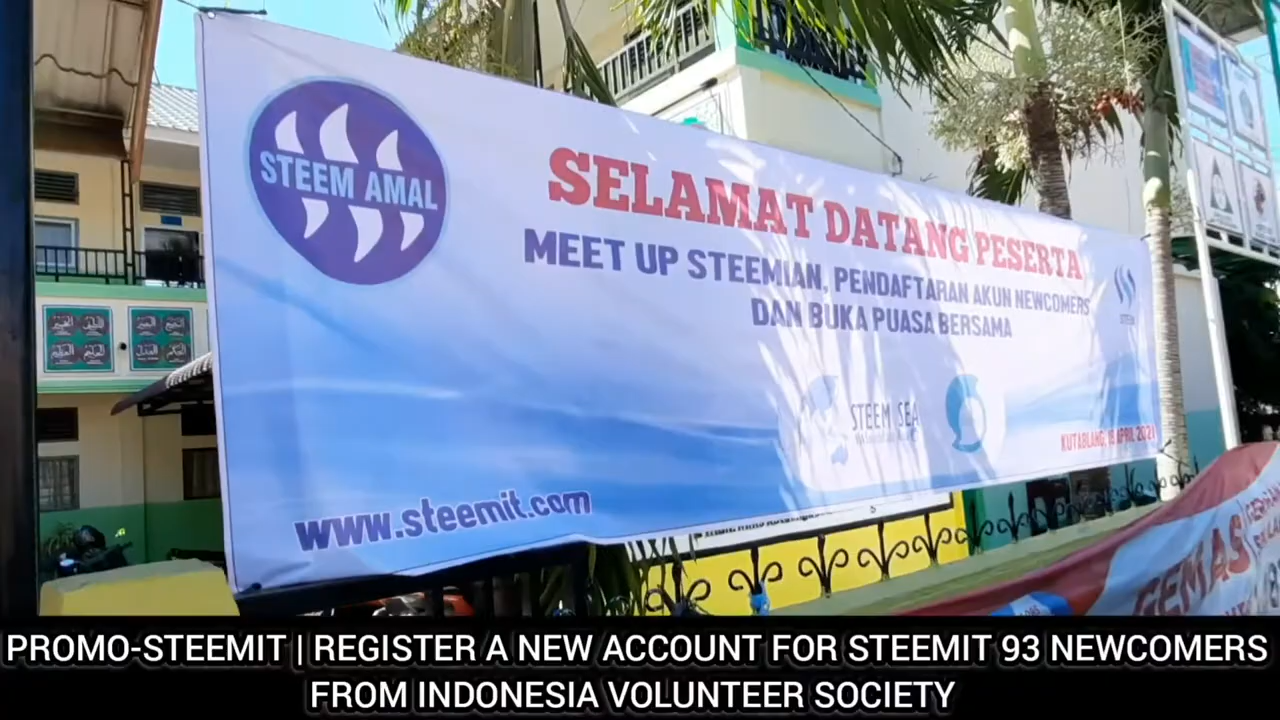 STEEM AMAL
SELAMAT DATANG PESERTA
MEET UP STEEMIAN, PENDAFTARAN AKUN NEWCOMERS
DAN BUKA PUASA BERSAMA
STEEM
STEEM SEA
KUTABLANG, APRIL 2021
www.steemit.com
GEMAS
PROMO-STEEMIT | REGISTER A NEW ACCOUNT FOR STEEMIT 93 NEWCOMERS
FROM INDONESIA VOLUNTEER SOCIETY